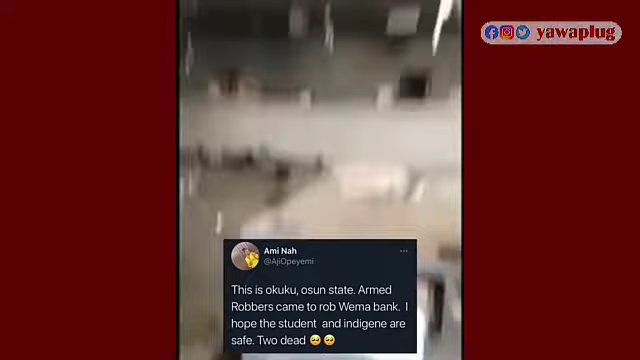 yawaplug
Ami Nah
@AjiOpeyemi
This is okuku, osun state. Armed
Robbers came to rob Wema bank. I
hope the student and indigene are
safe. Two dead 🥺🥺